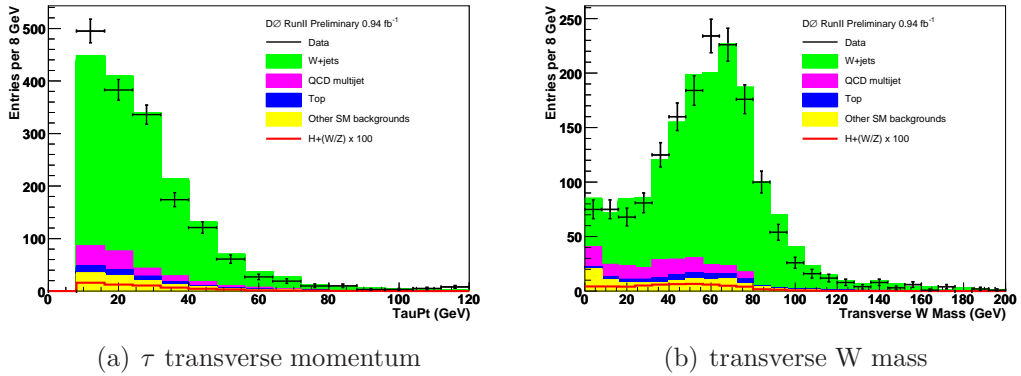 Entries per 8 GeV
500
400
300
200
100
0
DØ RunII Preliminary 0.94 fb⁻¹
Data
W+jets
QCD multijet
Top
Other SM backgrounds
H+(W/Z) x 100
0 20 40 60 80 100 120
TauPt (GeV)
(a) τ transverse momentum
Entries per 8 GeV
250
200
150
100
50
0
DØ RunII Preliminary 0.94 fb⁻¹
Data
W+jets
QCD multijet
Top
Other SM backgrounds
H+(W/Z) x 100
0 20 40 60 80 100 120 140 160 180 200
Transverse W Mass (GeV)
(b) transverse W mass